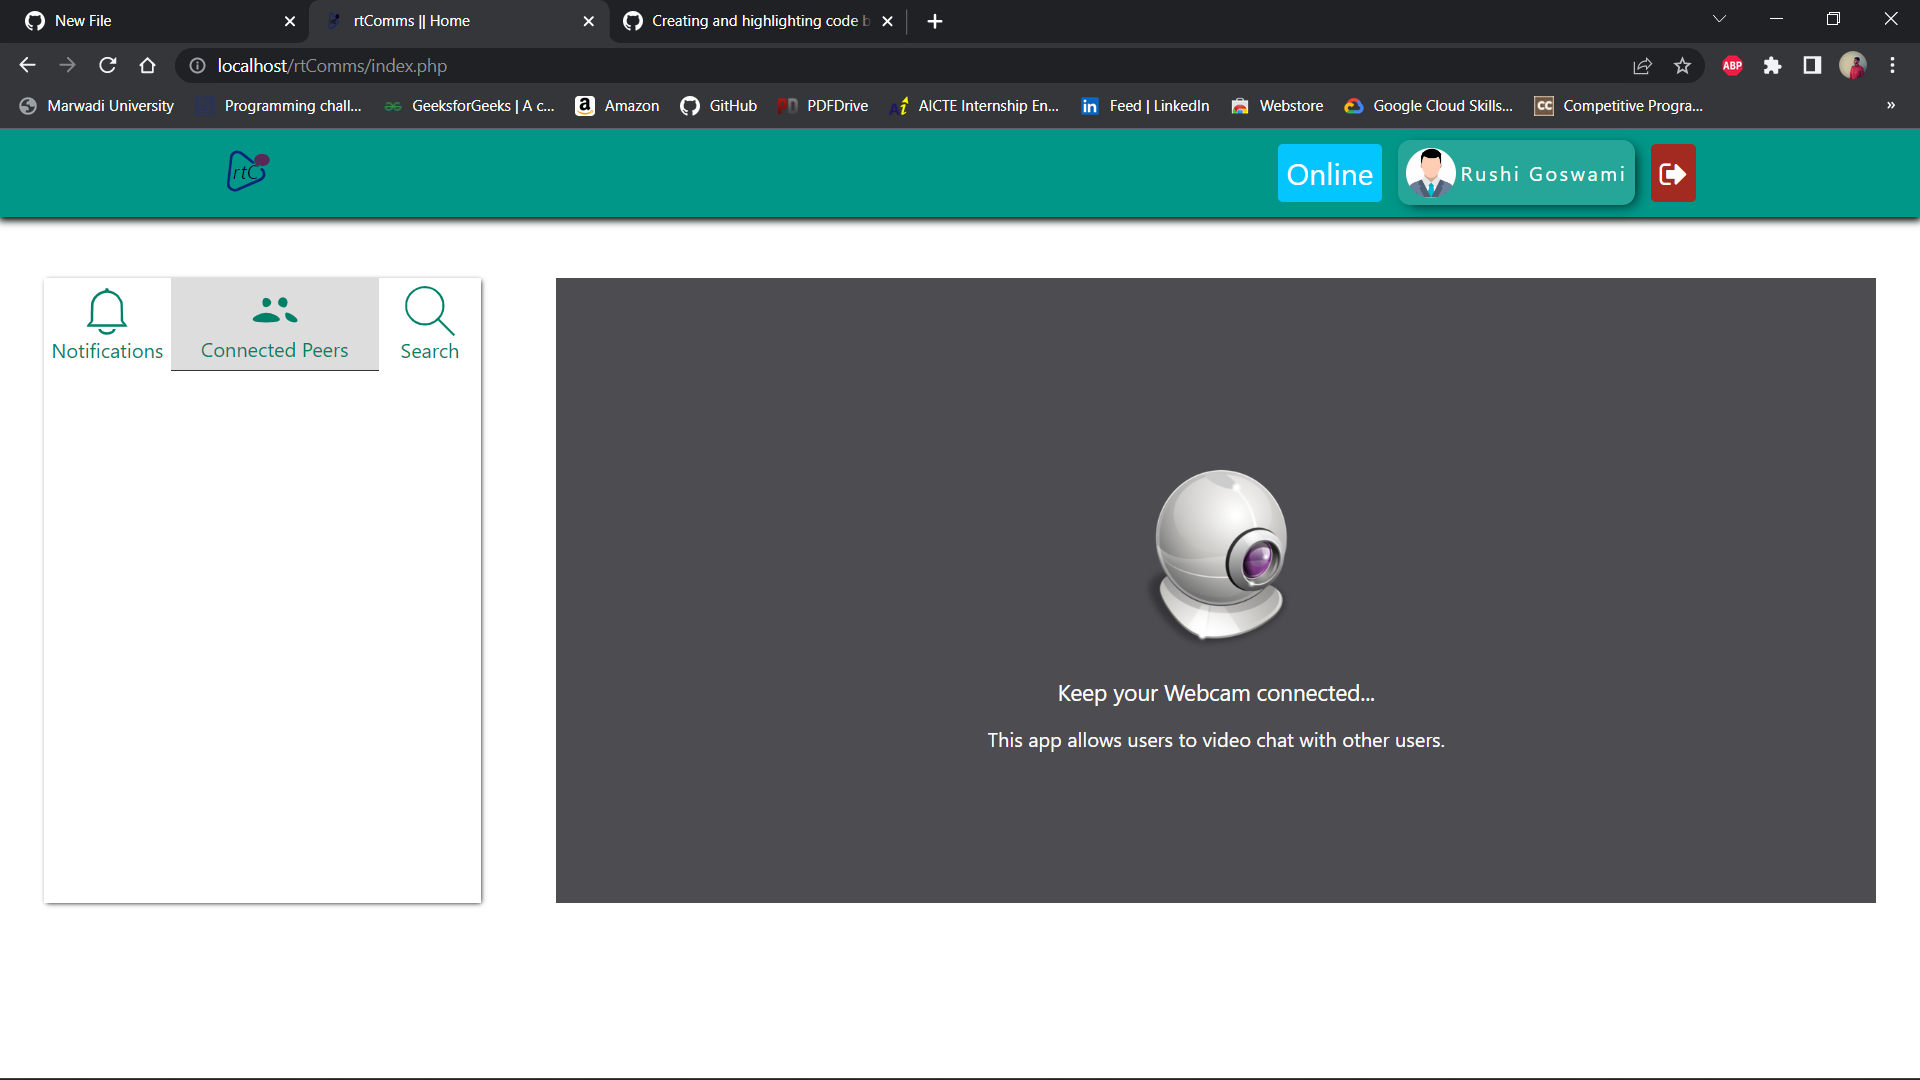 New File
rtComms || Home
Creating and highlighting code b
localhost/rtComms/index.php
ABP
Marwadi University
Programming chall...
GeeksforGeeks | A c...
Amazon
GitHub
PDFDrive
AICTE Internship En...
Feed | LinkedIn
Webstore
Google Cloud Skills...
Competitive Progra...
rtC
Online
Rushi Goswami
Notifications
Connected Peers
Search
Keep your Webcam connected...
This app allows users to video chat with other users.